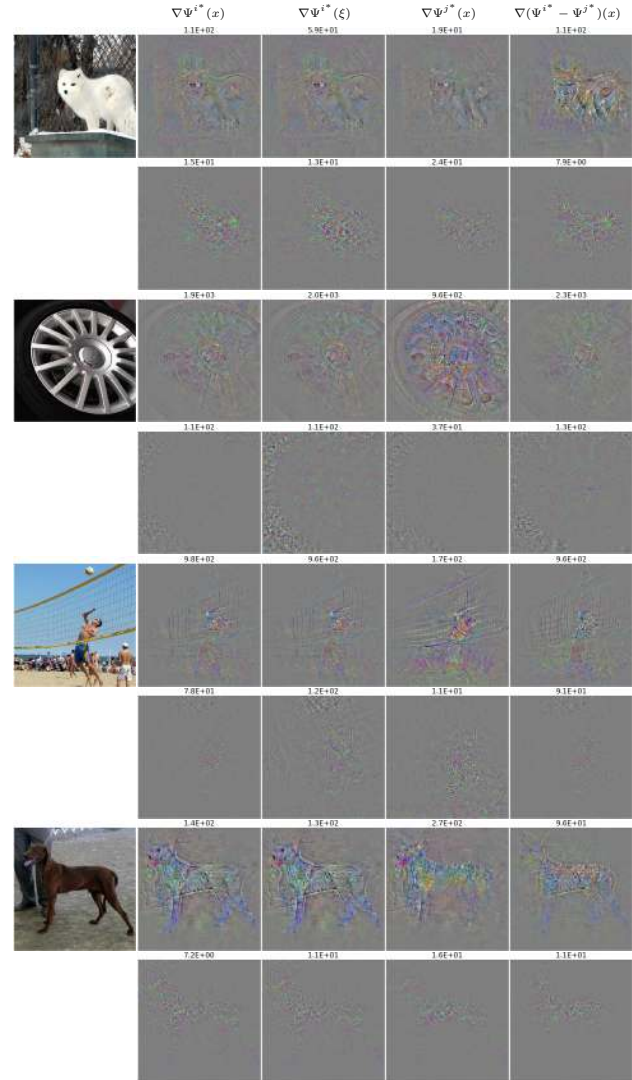 ∇Ψ^{i*}(x) ∇Ψ^{i*}(ξ) ∇Ψ^{j*}(x) ∇(Ψ^{i*} − Ψ^{j*})(x)
1.1E+02 5.9E+01 1.9E+01 1.1E+02
1.5E+01 1.3E+01 2.4E+01 7.9E+00
1.9E+03 2.0E+03 9.6E+02 2.3E+03
1.1E+02 1.1E+02 3.7E+01 1.3E+02
9.8E+02 9.6E+02 1.7E+02 9.6E+02
7.8E+01 1.2E+02 1.1E+01 9.1E+01
1.4E+02 1.3E+02 2.7E+02 9.6E+01
7.2E+00 1.1E+01 1.6E+01 1.1E+01